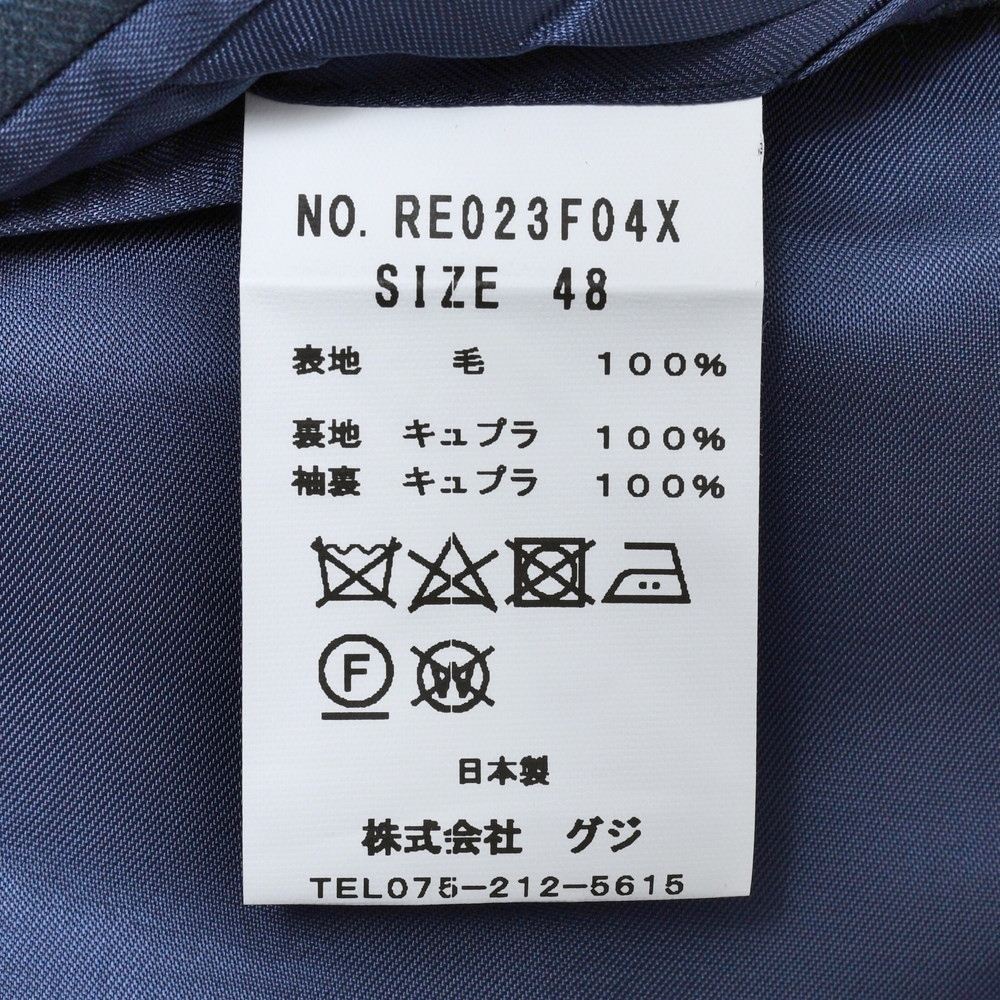 NO. RE023F04X
SIZE 48
表地 毛 100%
裏地 キュプラ 100%
袖裏 キュプラ 100%
F W
日本製
株式会社 グジ
TEL075-212-5615